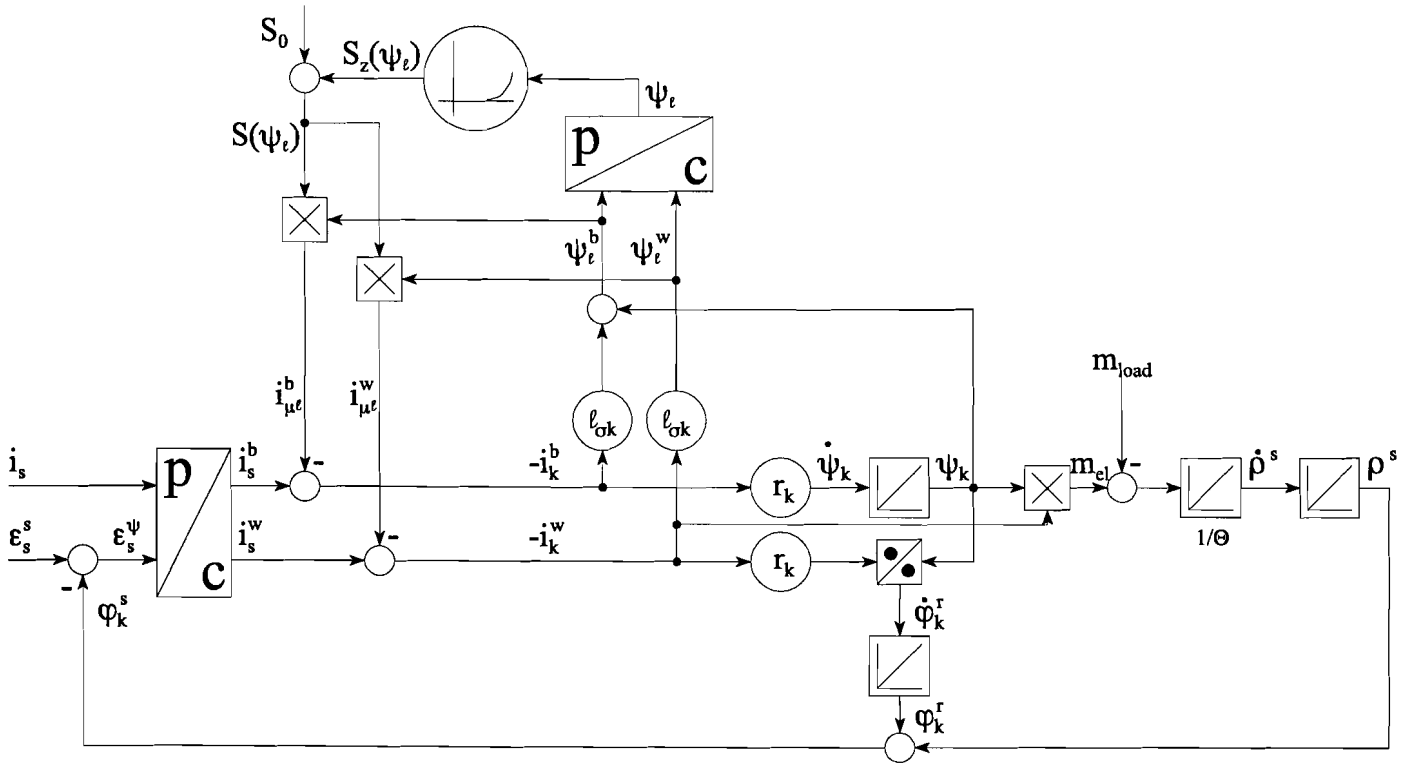 S₀
S_z(ψ_ℓ)
ψ_ℓ
S(ψ_ℓ)
p
c
ψ_ℓ^b
ψ_ℓ^w
m_load
i_μℓ^b
i_μℓ^w
ℓ_σk
ℓ_σk
i_s
p
i_s^b
-
-i_k^b
r_k
ψ̇_k
ψ_k
m_el
-
ρ̇^s
ρ^s
1/Θ
ε_s^s
ε_s^ψ
i_s^w
-
-i_k^w
r_k
c
-
φ_k^s
φ̇_k^r
φ_k^r